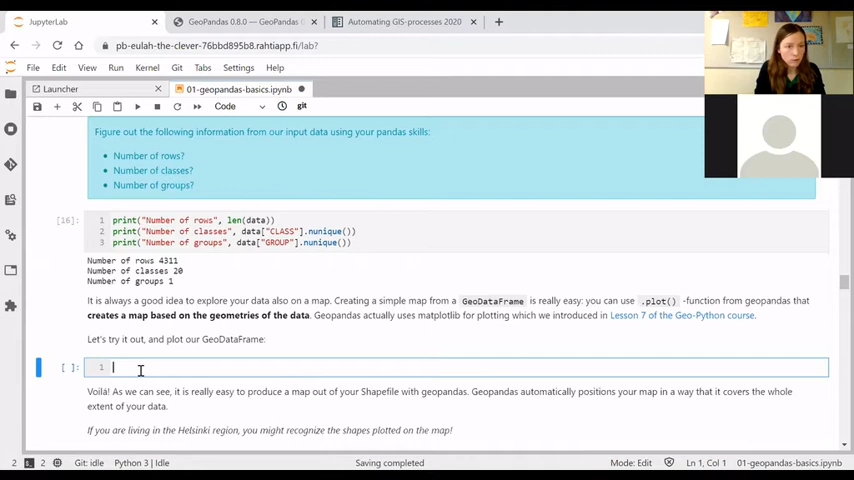 JupyterLab
GeoPandas 0.8.0 — GeoPandas
Automating GIS-processes 2020
pb-eulah-the-clever-76bbd895b8.rahtiapp.fi/lab?
File Edit View Run Kernel Git Tabs Settings Help
Launcher
01-geopandas-basics.ipynb
Code
git
Figure out the following information from our input data using your pandas skills:
• Number of rows?
• Number of classes?
• Number of groups?
[16]:
1 print("Number of rows", len(data))
2 print("Number of classes", data["CLASS"].nunique())
3 print("Number of groups", data["GROUP"].nunique())
Number of rows 4311
Number of classes 20
Number of groups 1
It is always a good idea to explore your data also on a map. Creating a simple map from a GeoDataFrame is really easy: you can use .plot() -function from geopandas that
creates a map based on the geometries of the data. Geopandas actually uses matplotlib for plotting which we introduced in Lesson 7 of the Geo-Python course.
Let's try it out, and plot our GeoDataFrame:
[ ]: 1
Voilá! As we can see, it is really easy to produce a map out of your Shapefile with geopandas. Geopandas automatically positions your map in a way that it covers the whole
extent of your data.
If you are living in the Helsinki region, you might recognize the shapes plotted on the map!
2 2 Git: idle Python 3 | Idle Saving completed Mode: Edit Ln 1, Col 1 01-geopandas-basics.ipynb